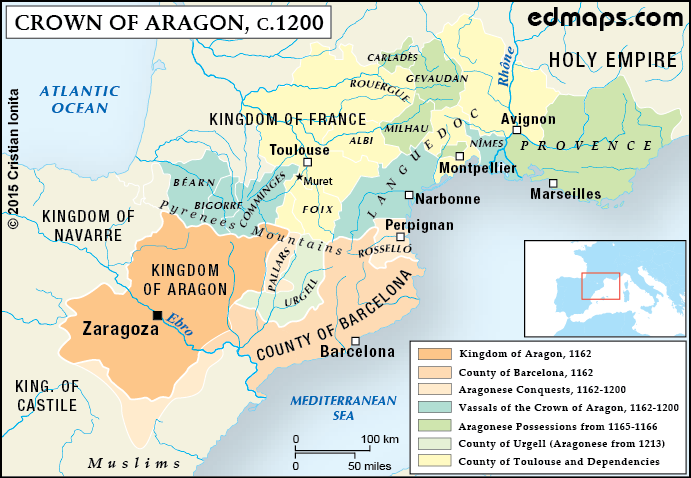 CROWN OF ARAGON, C.1200
edmaps.com
© 2015 Cristian Ionita
ATLANTIC
OCEAN
HOLY EMPIRE
CARLADÈS
GEVAUDAN
ROUERGUE
Rhône
KINGDOM OF FRANCE
MILHAU
ALBI
Avignon
PROVENCE
NÎMES
LANGUEDOC
Toulouse
Muret
Montpellier
Marseilles
BÉARN
BIGORRE
COMMINGES
FOIX
Narbonne
Pyrenees Mountains
KINGDOM OF
NAVARRE
Perpignan
ROSSELLÓ
KINGDOM
OF ARAGON
PALLARS
URGELL
COUNTY OF BARCELONA
Zaragoza
Ebro
Barcelona
KING. OF
CASTILE
MEDITERRANEAN
SEA
Muslims
0 100 km
0 50 miles
Kingdom of Aragon, 1162
County of Barcelona, 1162
Aragonese Conquests, 1162-1200
Vassals of the Crown of Aragon, 1162-1200
Aragonese Possessions from 1165-1166
County of Urgell (Aragonese from 1213)
County of Toulouse and Dependencies